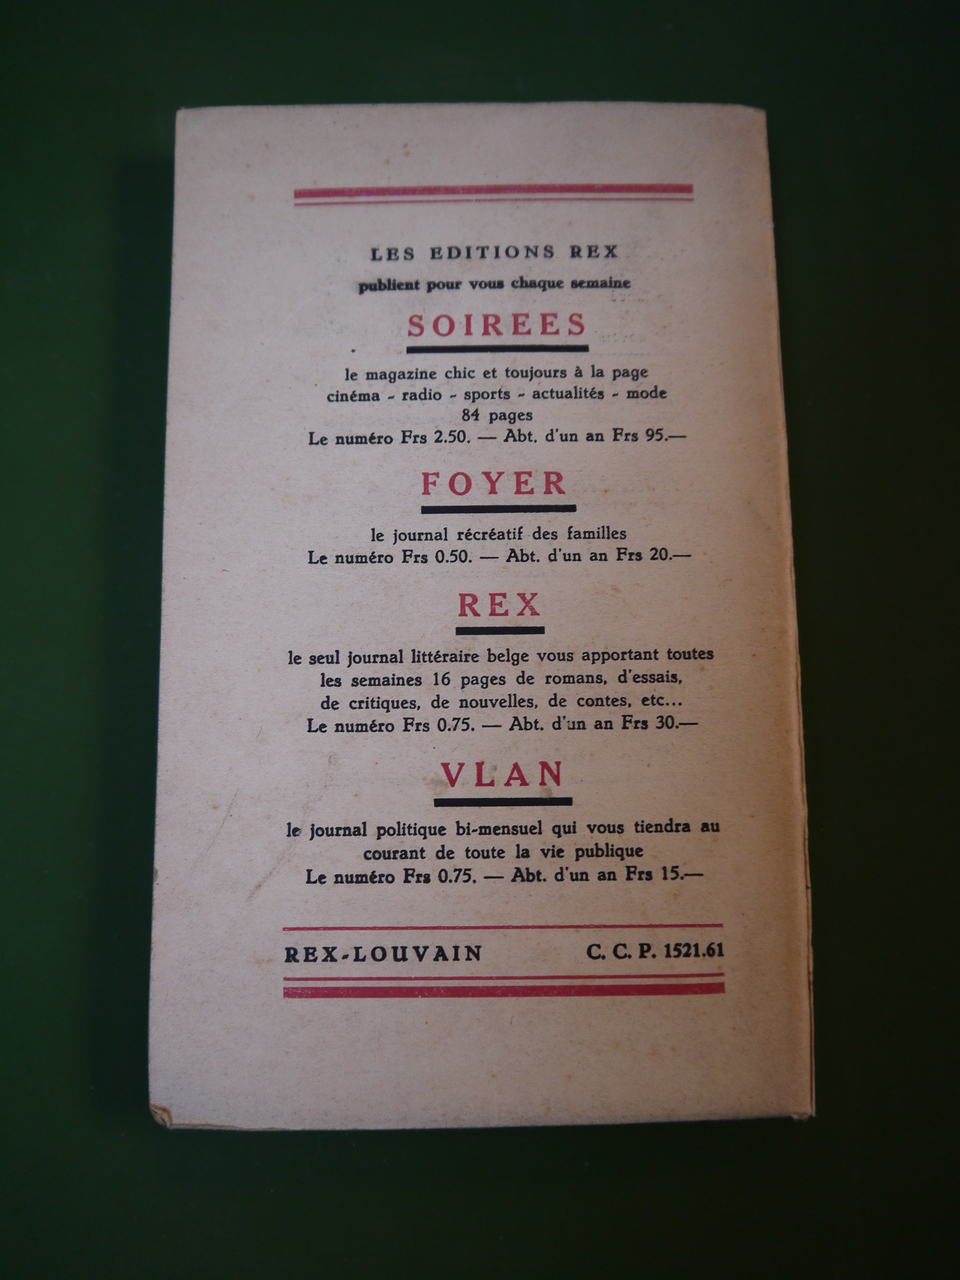 LES EDITIONS REX
publient pour vous chaque semaine
SOIREES
le magazine chic et toujours à la page
cinéma - radio - sports - actualités - mode
84 pages
Le numéro Frs 2.50. — Abt. d'un an Frs 95.—
FOYER
le journal récréatif des familles
Le numéro Frs 0.50. — Abt. d'un an Frs 20.—
REX
le seul journal littéraire belge vous apportant toutes
les semaines 16 pages de romans, d'essais,
de critiques, de nouvelles, de contes, etc...
Le numéro Frs 0.75. — Abt. d'un an Frs 30.—
VLAN
le journal politique bi-mensuel qui vous tiendra au
courant de toute la vie publique
Le numéro Frs 0.75. — Abt. d'un an Frs 15.—
REX-LOUVAIN C. C. P. 1521.61